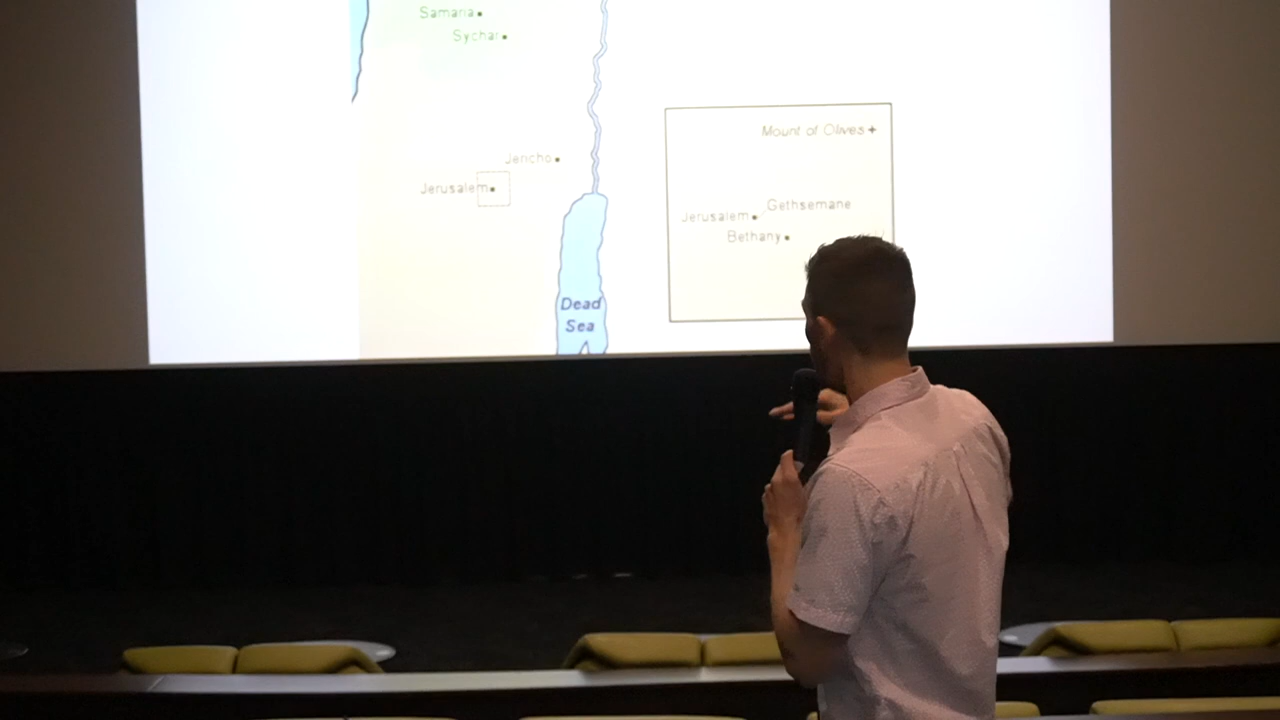 Samaria
Sychar
Mount of Olives
Jericho
Jerusalem
Gethsemane
Jerusalem
Bethany
Dead
Sea